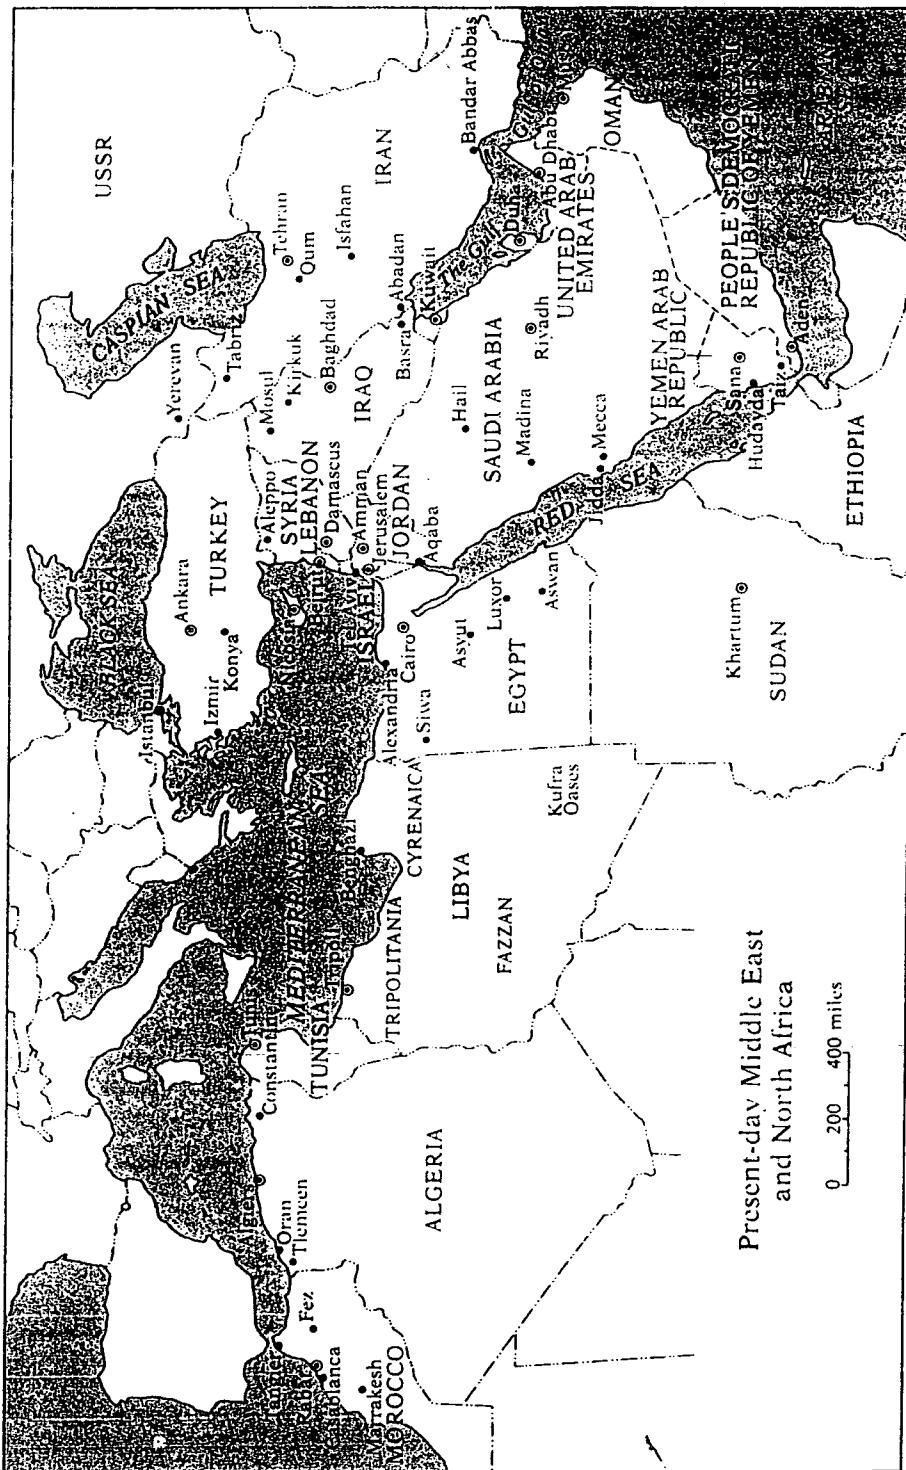 Present-day Middle East
and North Africa
0 200 400 miles
USSR
BLACK SEA
CASPIAN SEA
Istanbul
Ankara
Izmir
Konya
TURKEY
Yerevan
Tabriz
Tehran
Qum
Isfahan
IRAN
Bandar Abbas
Mosul
Kirkuk
Baghdad
IRAQ
Basra
Abadan
Kuwait
The Gulf
Aleppo
SYRIA
LEBANON
Damascus
Beirut
Nicosia
Tel Aviv
Amman
Jerusalem
ISRAEL
JORDAN
Aqaba
Hail
SAUDI ARABIA
Madina
Riyadh
Mecca
Jidda
RED SEA
Duha
Abu Dhabi
UNITED ARAB
EMIRATES
OMAN
YEMEN ARAB
REPUBLIC
PEOPLE'S DEMOCRATIC
REPUBLIC OF YEMEN
Sana
Hudayda
Taiz
Aden
ETHIOPIA
MEDITERRANEAN SEA
Alexandria
Cairo
Siwa
Asyut
Luxor
Aswan
EGYPT
Khartum
SUDAN
Benghazi
CYRENAICA
Kufra
Oases
LIBYA
FAZZAN
TRIPOLITANIA
Tripoli
Tunis
TUNISIA
Constantine
Algiers
Oran
Tlemcen
ALGERIA
Tangier
Fez
Rabat
Marrakesh
MOROCCO